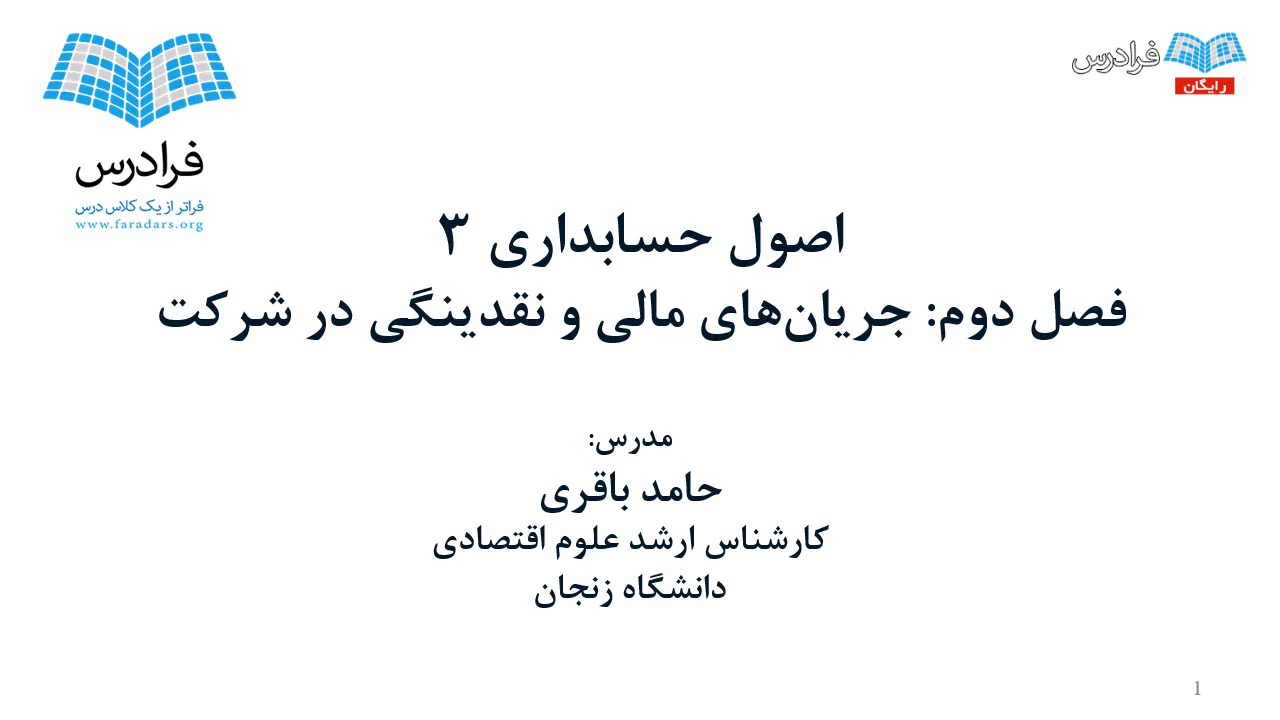 فرادرس
رایگان
فرادرس
فراتر از یک کلاس درس
www.faradars.org
اصول حسابداری ۳
فصل دوم: جریان‌های مالی و نقدینگی در شرکت
مدرس:
حامد باقری
کارشناس ارشد علوم اقتصادی
دانشگاه زنجان
1